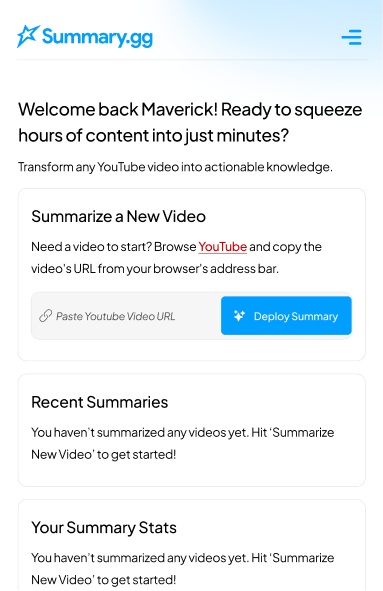 Summary.gg
Welcome back Maverick! Ready to squeeze
hours of content into just minutes?
Transform any YouTube video into actionable knowledge.
Summarize a New Video
Need a video to start? Browse YouTube and copy the
video's URL from your browser's address bar.
Paste Youtube Video URL
Deploy Summary
Recent Summaries
You haven't summarized any videos yet. Hit ‘Summarize
New Video’ to get started!
Your Summary Stats
You haven't summarized any videos yet. Hit ‘Summarize
New Video’ to get started!